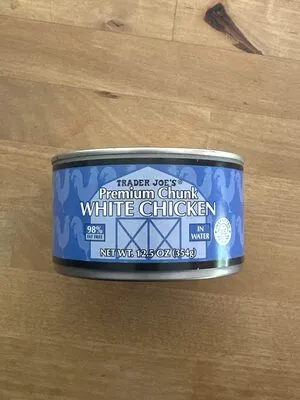 TRADER JOE'S®
Premium Chunk
WHITE CHICKEN
98%
FAT FREE
IN
WATER
NET WT. 12.5 OZ (354g)